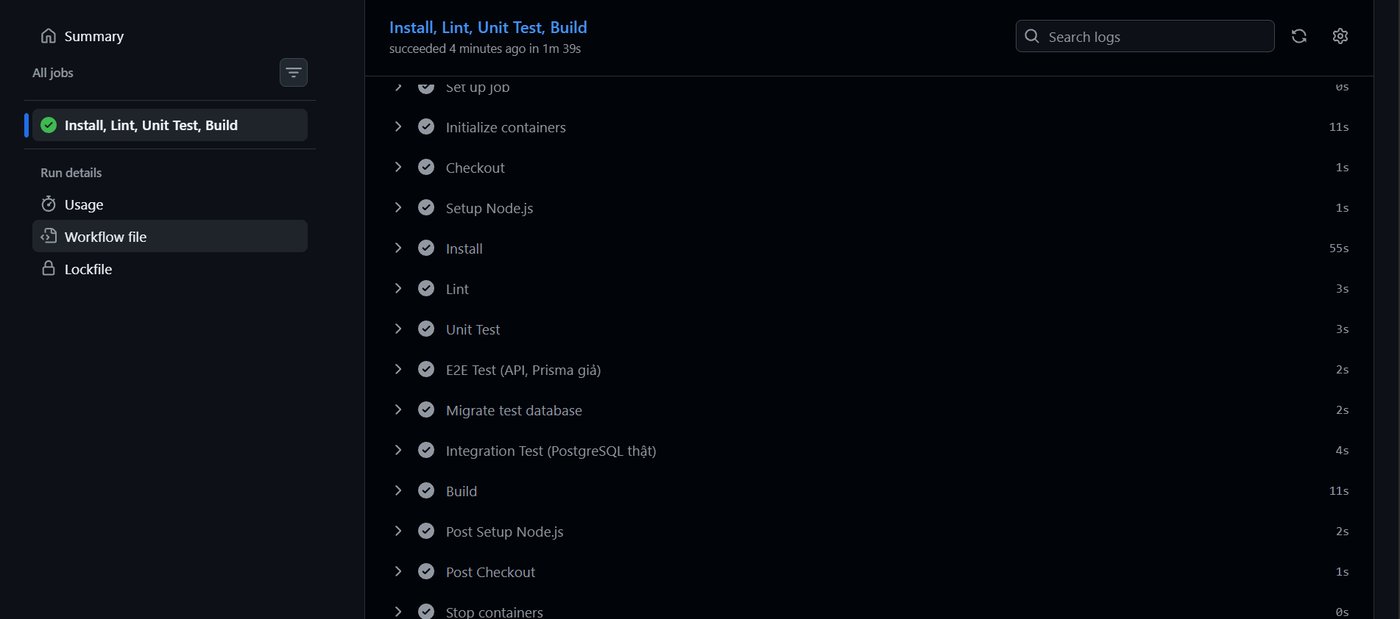 Summary
All jobs
Install, Lint, Unit Test, Build
Run details
Usage
Workflow file
Lockfile
Install, Lint, Unit Test, Build
succeeded 4 minutes ago in 1m 39s
Search logs
Set up job 0s
Initialize containers 11s
Checkout 1s
Setup Node.js 1s
Install 55s
Lint 3s
Unit Test 3s
E2E Test (API, Prisma giả) 2s
Migrate test database 2s
Integration Test (PostgreSQL thật) 4s
Build 11s
Post Setup Node.js 2s
Post Checkout 1s
Stop containers 0s